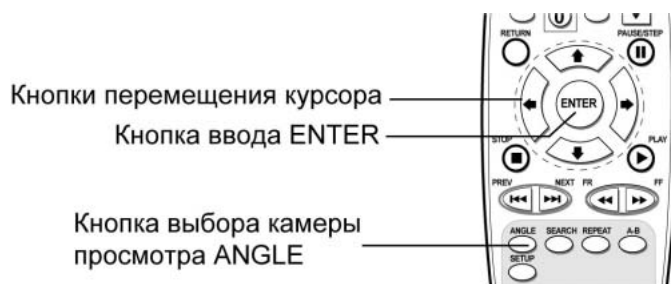 RETURN PAUSE/STEP
Кнопки перемещения курсора
ENTER
Кнопка ввода ENTER
STOP PLAY
PREV NEXT FR FF
Кнопка выбора камеры
просмотра ANGLE
ANGLE SEARCH REPEAT A-B
SETUP